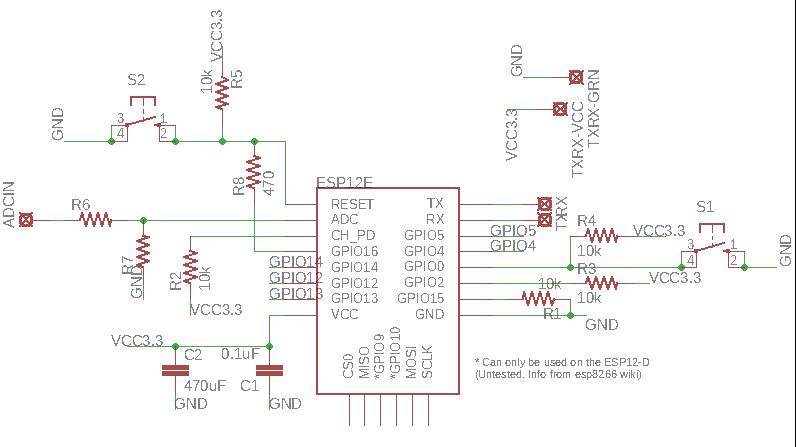 VCC3.3
10k
R5
S2
GND
3
4
1
2
R8
470
ADCIN
R6
R7
GND
R2
10k
VCC3.3
GPIO14
GPIO12
GPIO13
VCC3.3
C2
470uF
GND
0.1uF
C1
GND
ESP12E
RESET
ADC
CH_PD
GPIO16
GPIO14
GPIO12
GPIO13
VCC
TX
RX
GPIO5
GPIO4
GPIO0
GPIO2
GPIO15
GND
CS0
MISO
*GPIO9
*GPIO10
MOSI
SCLK
GND
VCC3.3
TXRX-VCC
TXRX-GRN
TX
RX
GPIO5
GPIO4
R4
10k
VCC3.3
R3
10k
VCC3.3
10k
R1
GND
S1
3
4
1
2
GND
* Can only be used on the ESP12-D
(Untested. Info from esp8266 wiki)